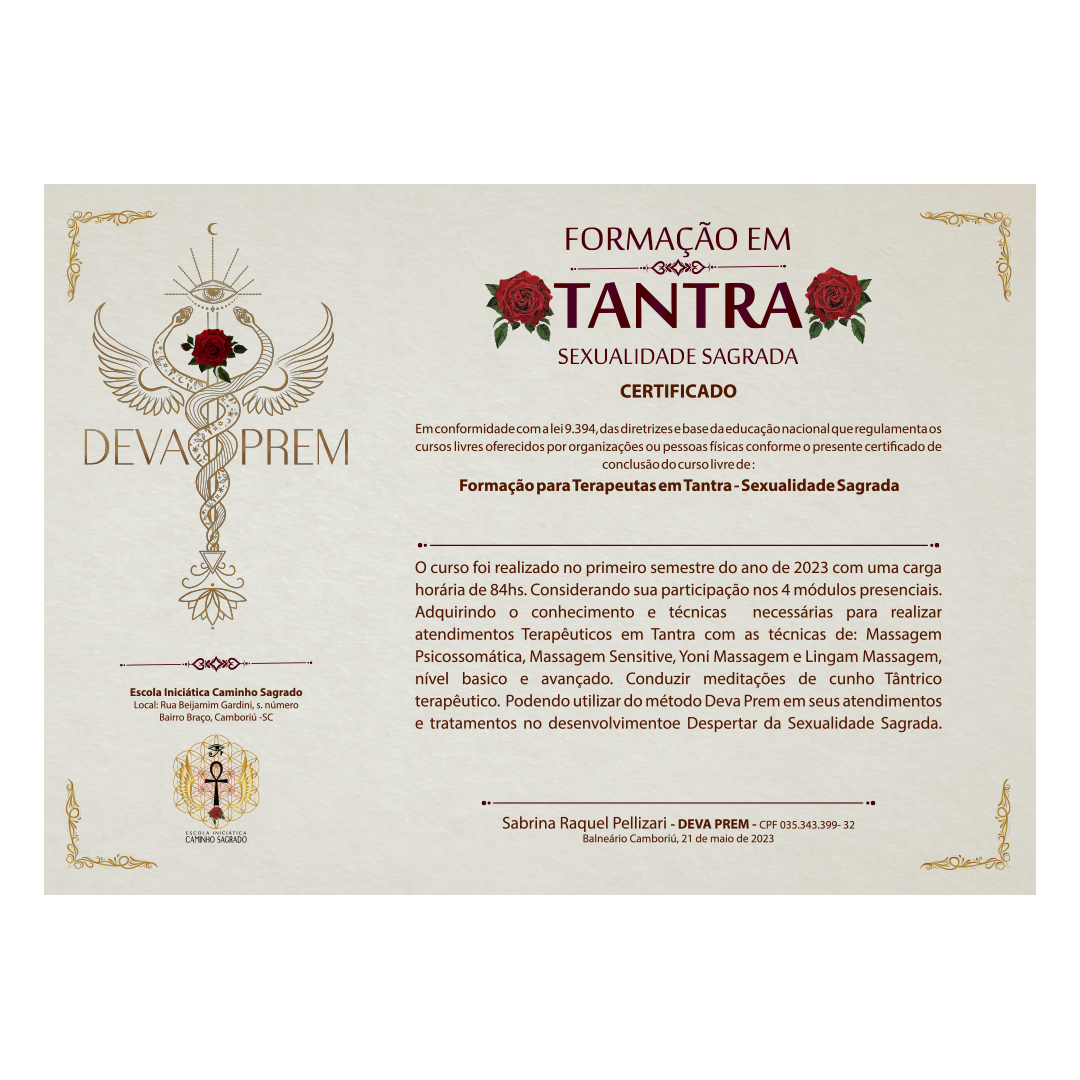 FORMAÇÃO EM
TANTRA
SEXUALIDADE SAGRADA
CERTIFICADO
Em conformidade com a lei 9.394, das diretrizes e base da educação nacional que regulamenta os
cursos livres oferecidos por organizações ou pessoas físicas conforme o presente certificado de
conclusão do curso livre de :
Formação para Terapeutas em Tantra - Sexualidade Sagrada
O curso foi realizado no primeiro semestre do ano de 2023 com uma carga
horária de 84hs. Considerando sua participação nos 4 módulos presenciais.
Adquirindo o conhecimento e técnicas necessárias para realizar
atendimentos Terapêuticos em Tantra com as técnicas de: Massagem
Psicossomática, Massagem Sensitive, Yoni Massagem e Lingam Massagem,
nível basico e avançado. Conduzir meditações de cunho Tântrico
terapêutico. Podendo utilizar do método Deva Prem em seus atendimentos
e tratamentos no desenvolvimentoe Despertar da Sexualidade Sagrada.
Sabrina Raquel Pellizari - DEVA PREM - CPF 035.343.399- 32
Balneário Camboriú, 21 de maio de 2023
DEVA PREM
Escola Iniciática Caminho Sagrado
Local: Rua Beijamim Gardini, s. número
Bairro Braço, Camboriú -SC
ESCOLA INICIÁTICA
CAMINHO SAGRADO